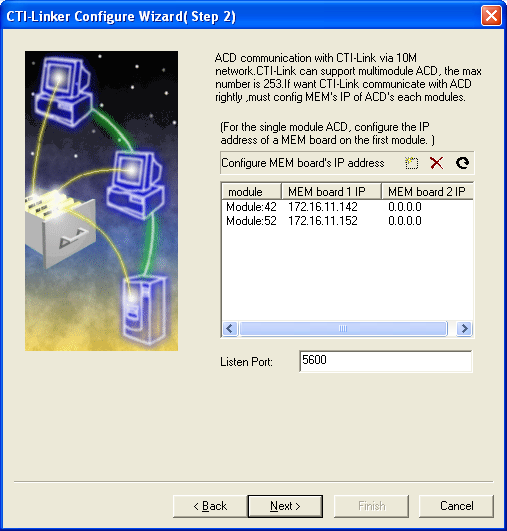 CTI-Linker Configure Wizard( Step 2)
ACD communication with CTI-Link via 10M
network.CTI-Link can support multimodule ACD, the max
number is 253.If want CTI-Link communicate with ACD
rightly ,must config MEM's IP of ACD's each modules.
(For the single module ACD, configure the IP
address of a MEM board on the first module. )
Configure MEM board's IP address
module MEM board 1 IP MEM board 2 IP
Module:42 172.16.11.142 0.0.0.0
Module:52 172.16.11.152 0.0.0.0
Listen Port: 5600
< Back Next > Finish Cancel